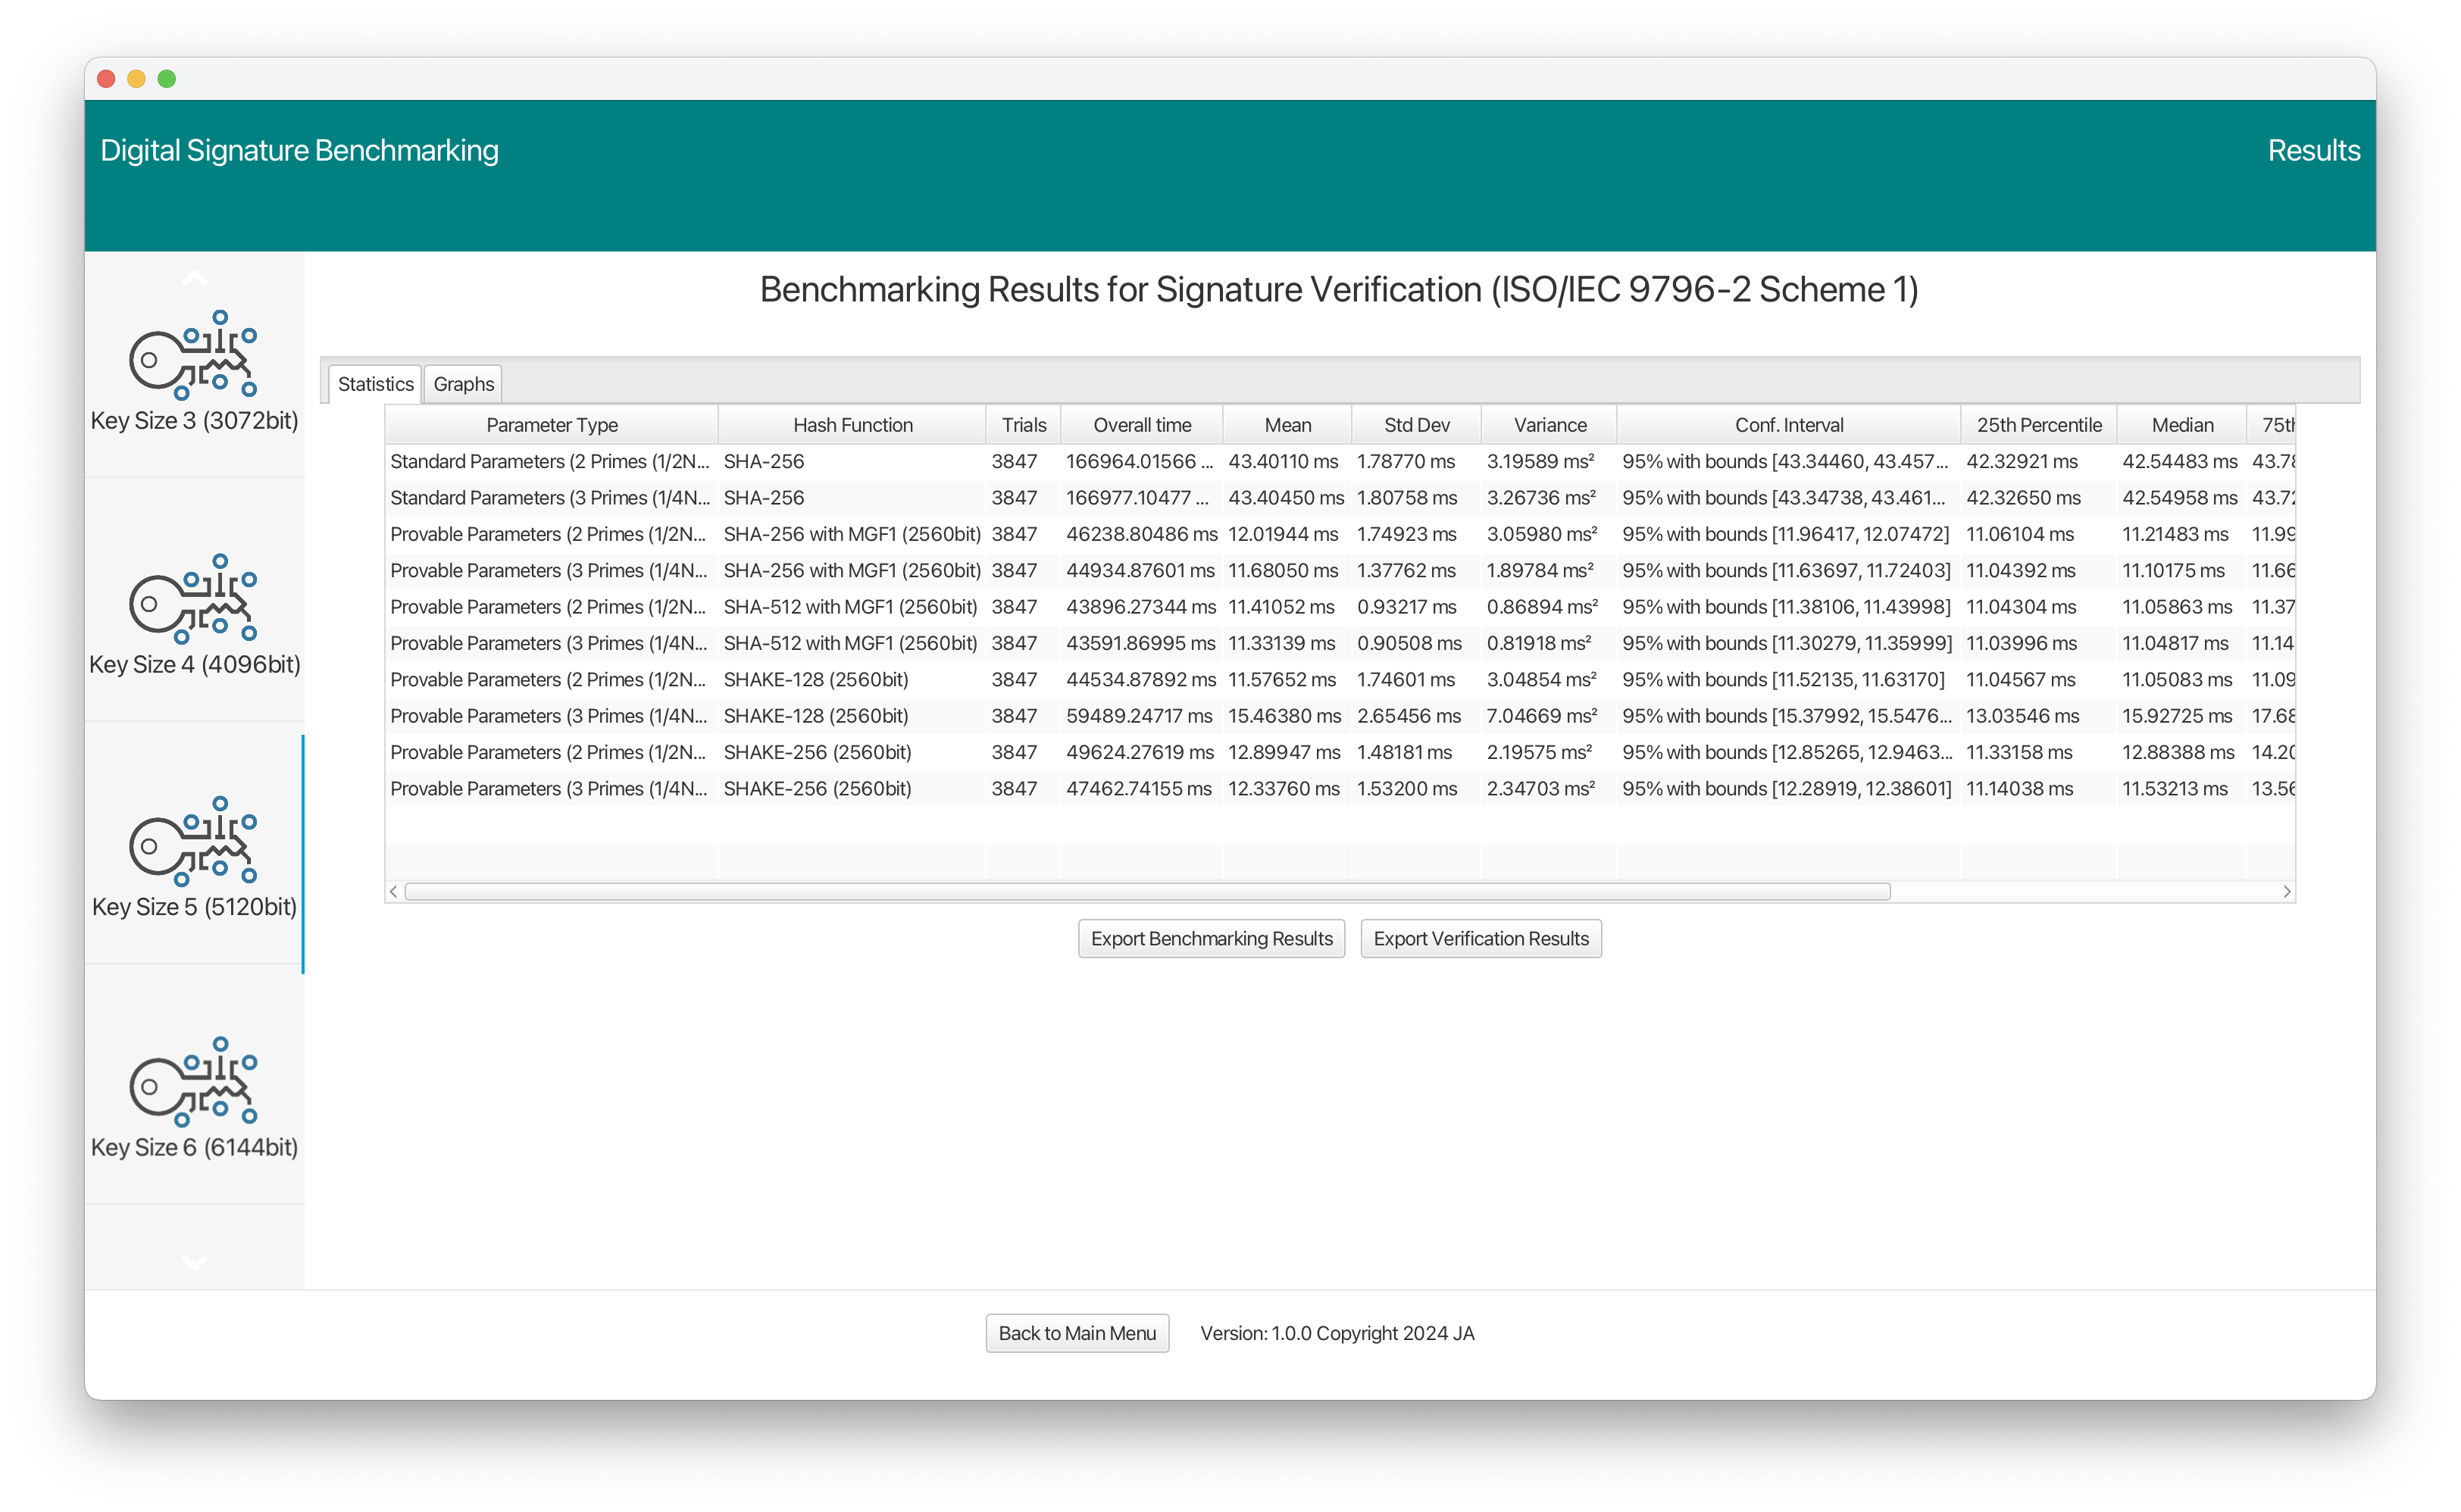 Digital Signature Benchmarking
Results
Key Size 3 (3072bit)
Key Size 4 (4096bit)
Key Size 5 (5120bit)
Key Size 6 (6144bit)
Benchmarking Results for Signature Verification (ISO/IEC 9796-2 Scheme 1)
Statistics Graphs
Parameter Type Hash Function Trials Overall time Mean Std Dev Variance Conf. Interval 25th Percentile Median 75th
Standard Parameters (2 Primes (1/2N... SHA-256 3847 166964.01566 ... 43.40110 ms 1.78770 ms 3.19589 ms² 95% with bounds [43.34460, 43.457... 42.32921 ms 42.54483 ms 43.78
Standard Parameters (3 Primes (1/4N... SHA-256 3847 166977.10477 ... 43.40450 ms 1.80758 ms 3.26736 ms² 95% with bounds [43.34738, 43.461... 42.32650 ms 42.54958 ms 43.72
Provable Parameters (2 Primes (1/2N... SHA-256 with MGF1 (2560bit) 3847 46238.80486 ms 12.01944 ms 1.74923 ms 3.05980 ms² 95% with bounds [11.96417, 12.07472] 11.06104 ms 11.21483 ms 11.99
Provable Parameters (3 Primes (1/4N... SHA-256 with MGF1 (2560bit) 3847 44934.87601 ms 11.68050 ms 1.37762 ms 1.89784 ms² 95% with bounds [11.63697, 11.72403] 11.04392 ms 11.10175 ms 11.66
Provable Parameters (2 Primes (1/2N... SHA-512 with MGF1 (2560bit) 3847 43896.27344 ms 11.41052 ms 0.93217 ms 0.86894 ms² 95% with bounds [11.38106, 11.43998] 11.04304 ms 11.05863 ms 11.37
Provable Parameters (3 Primes (1/4N... SHA-512 with MGF1 (2560bit) 3847 43591.86995 ms 11.33139 ms 0.90508 ms 0.81918 ms² 95% with bounds [11.30279, 11.35999] 11.03996 ms 11.04817 ms 11.14
Provable Parameters (2 Primes (1/2N... SHAKE-128 (2560bit) 3847 44534.87892 ms 11.57652 ms 1.74601 ms 3.04854 ms² 95% with bounds [11.52135, 11.63170] 11.04567 ms 11.05083 ms 11.09
Provable Parameters (3 Primes (1/4N... SHAKE-128 (2560bit) 3847 59489.24717 ms 15.46380 ms 2.65456 ms 7.04669 ms² 95% with bounds [15.37992, 15.5476... 13.03546 ms 15.92725 ms 17.68
Provable Parameters (2 Primes (1/2N... SHAKE-256 (2560bit) 3847 49624.27619 ms 12.89947 ms 1.48181 ms 2.19575 ms² 95% with bounds [12.85265, 12.9463... 11.33158 ms 12.88388 ms 14.20
Provable Parameters (3 Primes (1/4N... SHAKE-256 (2560bit) 3847 47462.74155 ms 12.33760 ms 1.53200 ms 2.34703 ms² 95% with bounds [12.28919, 12.38601] 11.14038 ms 11.53213 ms 13.56
Export Benchmarking Results Export Verification Results
Back to Main Menu Version: 1.0.0 Copyright 2024 JA